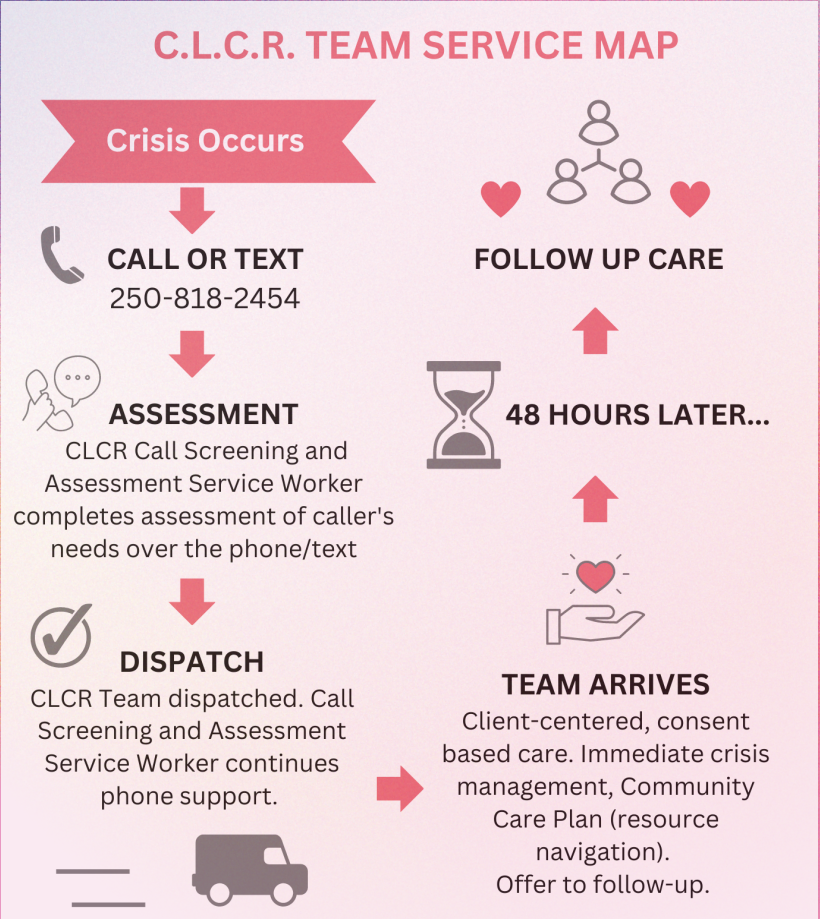 C.L.C.R. TEAM SERVICE MAP
Crisis Occurs
CALL OR TEXT
250-818-2454
ASSESSMENT
CLCR Call Screening and
Assessment Service Worker
completes assessment of caller's
needs over the phone/text
DISPATCH
CLCR Team dispatched. Call
Screening and Assessment
Service Worker continues
phone support.
TEAM ARRIVES
Client-centered, consent
based care. Immediate crisis
management, Community
Care Plan (resource
navigation).
Offer to follow-up.
48 HOURS LATER...
FOLLOW UP CARE